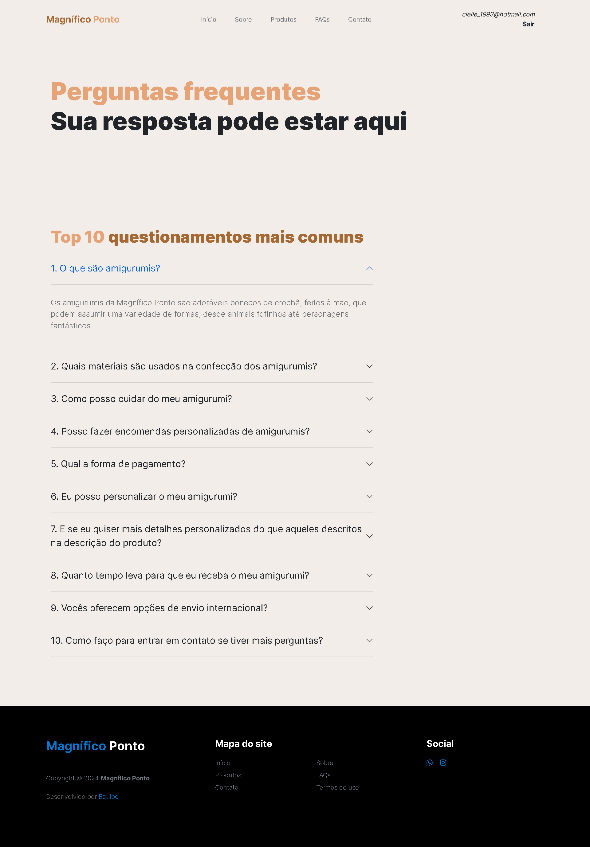 Magnífico Ponto
Início
Sobre
Produtos
FAQs
Contato
Sair
Perguntas frequentes
Sua resposta pode estar aqui
Top 10 questionamentos mais comuns
1. O que são amigurumis?
Os amigurumis da Magnífico Ponto são adoráveis bonecos de crochê, feitos à mão, que
podem assumir uma variedade de formas, desde animais fofinhos até personagens
fantásticos.
2. Quais materiais são usados na confecção dos amigurumis?
3. Como posso cuidar do meu amigurumi?
4. Posso fazer encomendas personalizadas de amigurumis?
5. Qual a forma de pagamento?
6. Eu posso personalizar o meu amigurumi?
7. E se eu quiser mais detalhes personalizados do que aqueles descritos
na descrição do produto?
8. Quanto tempo leva para que eu receba o meu amigurumi?
9. Vocês oferecem opções de envio internacional?
10. Como faço para entrar em contato se tiver mais perguntas?
Magnífico Ponto
Mapa do site
Social
Início
Sobre
Produtos
FAQs
Contato
Termos de uso
Copyright © 2024 Magnífico Ponto
Desenvolvido por